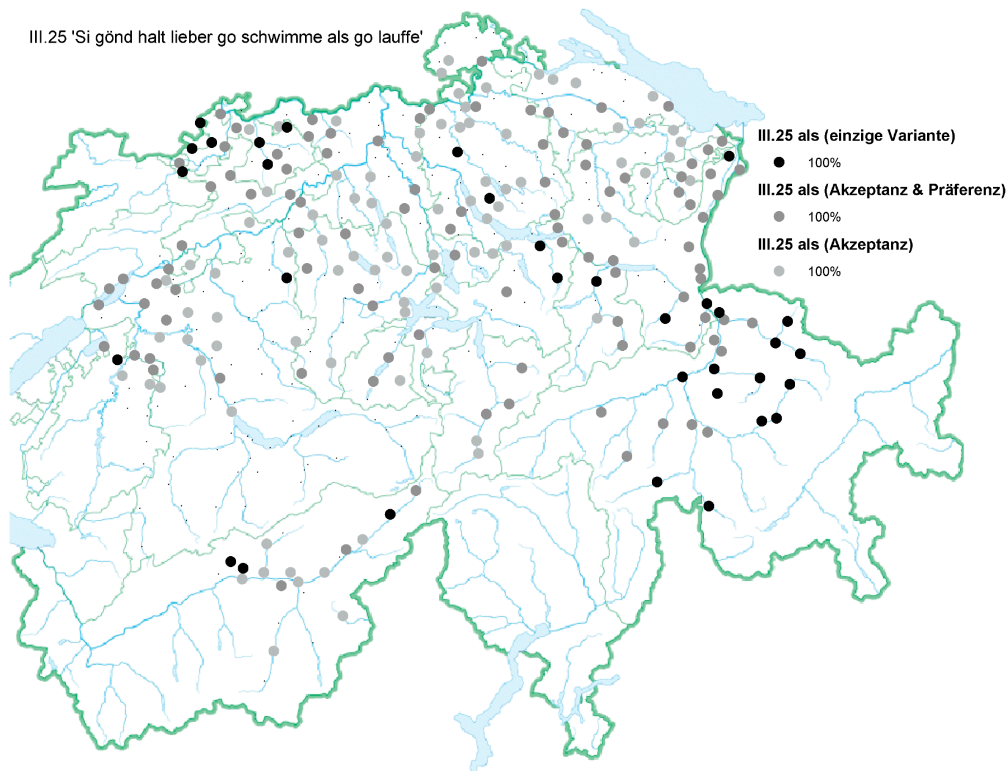 III.25 'Si gönd halt lieber go schwimme als go lauffe'
III.25 als (einzige Variante)
100%
III.25 als (Akzeptanz & Präferenz)
100%
III.25 als (Akzeptanz)
100%